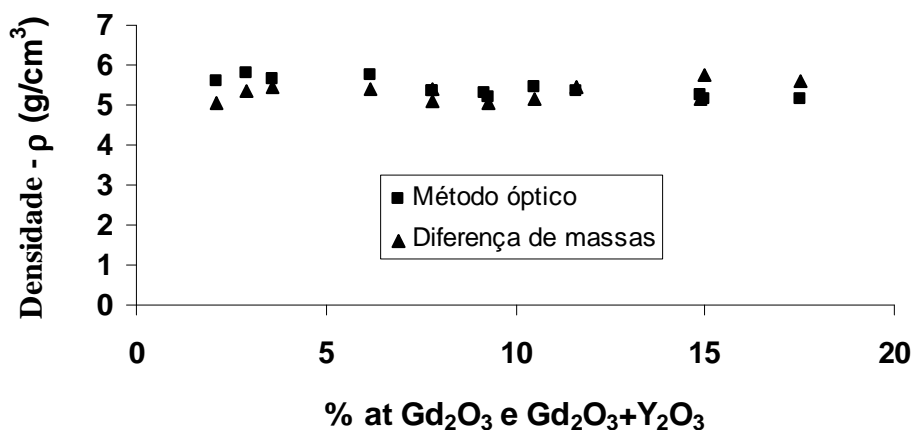 Densidade - ρ (g/cm³)
7
6
5
4
3
2
1
0
Método óptico
Diferença de massas
0 5 10 15 20
% at Gd₂O₃ e Gd₂O₃+Y₂O₃